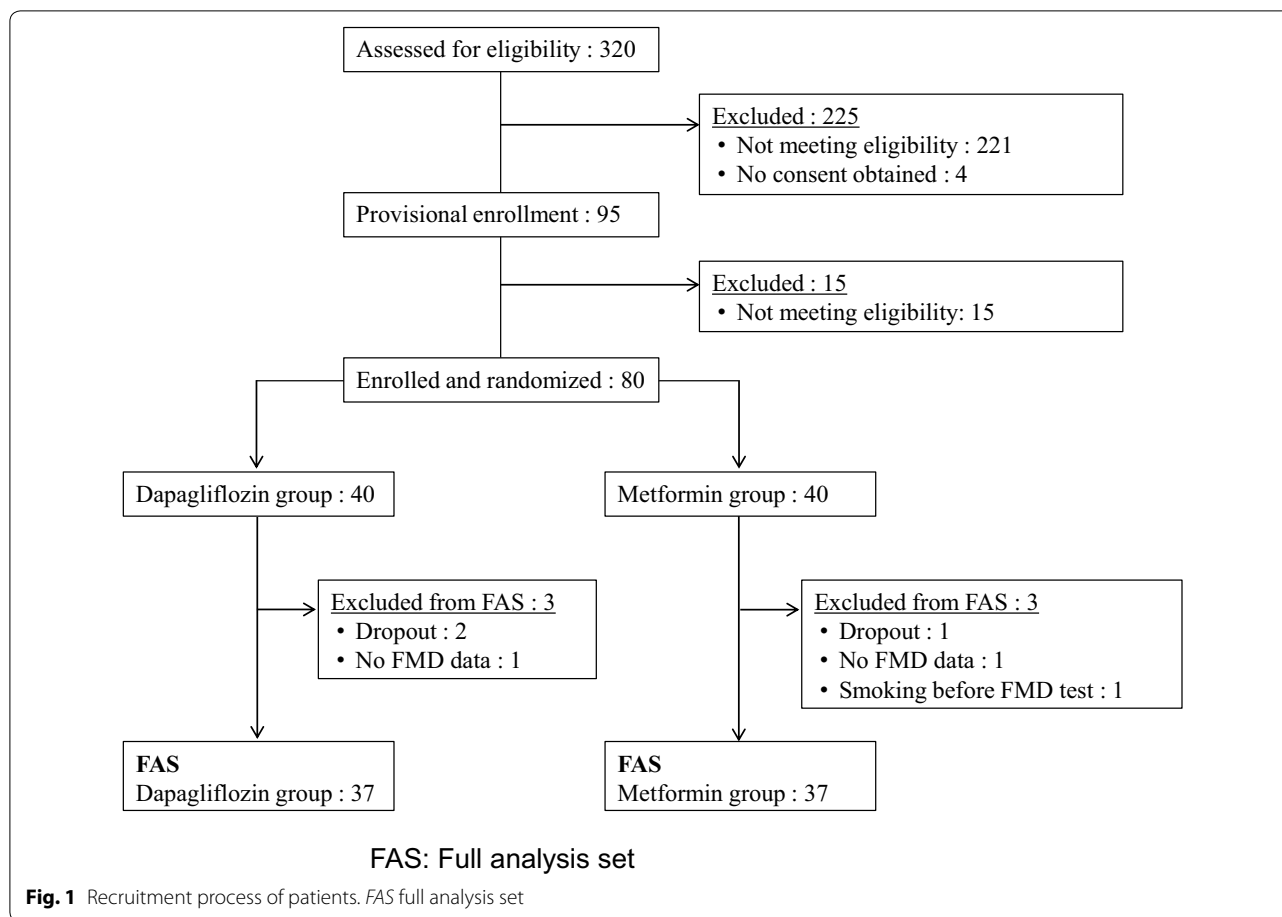 Assessed for eligibility : 320
Excluded : 225
• Not meeting eligibility : 221
• No consent obtained : 4
Provisional enrollment : 95
Excluded : 15
• Not meeting eligibility: 15
Enrolled and randomized : 80
Dapagliflozin group : 40
Metformin group : 40
Excluded from FAS : 3
• Dropout : 2
• No FMD data : 1
Excluded from FAS : 3
• Dropout : 1
• No FMD data : 1
• Smoking before FMD test : 1
FAS
Dapagliflozin group : 37
FAS
Metformin group : 37
FAS: Full analysis set
Fig. 1 Recruitment process of patients. FAS full analysis set